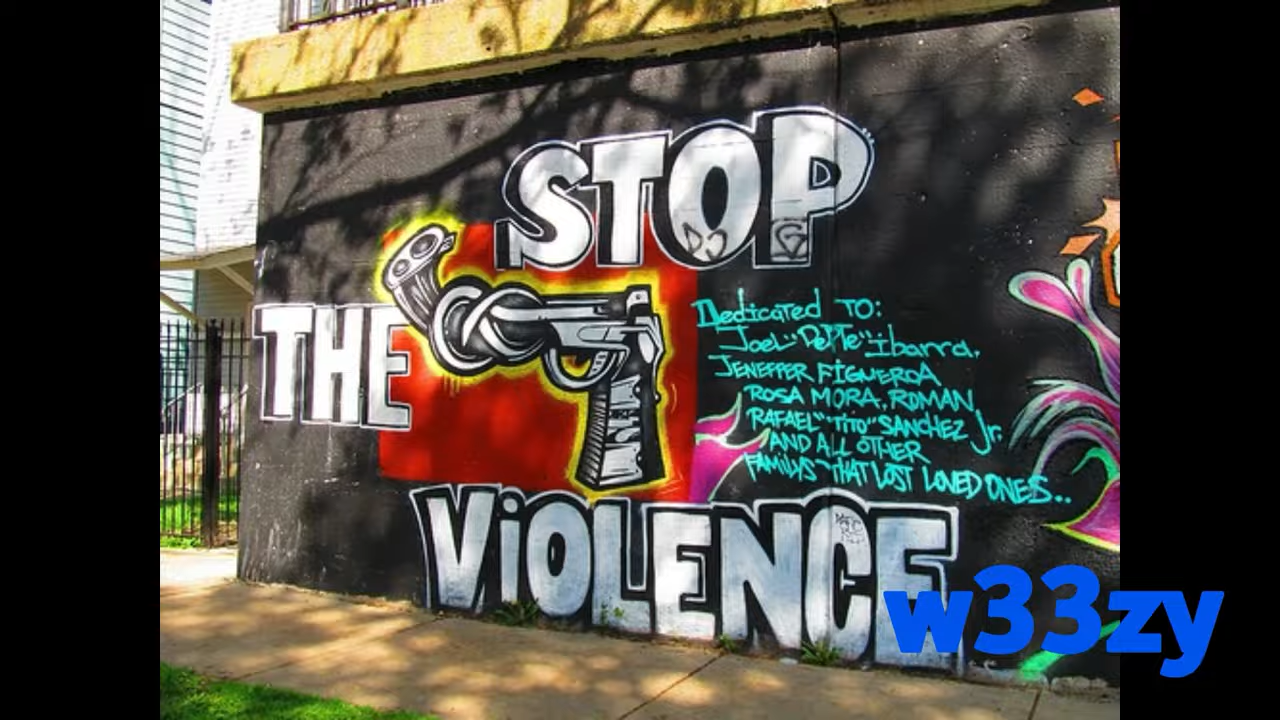 STOP
THE
VIOLENCE
Dedicated TO:
Joel "Ibarra.
JENEFFER FIGUEROA
ROSA MORA, ROMAN
RAFAEL "TITO" SANCHEZ Jr.
AND ALL OTHER
FAMILYS THAT LOST LOVED ONES..
w33zy